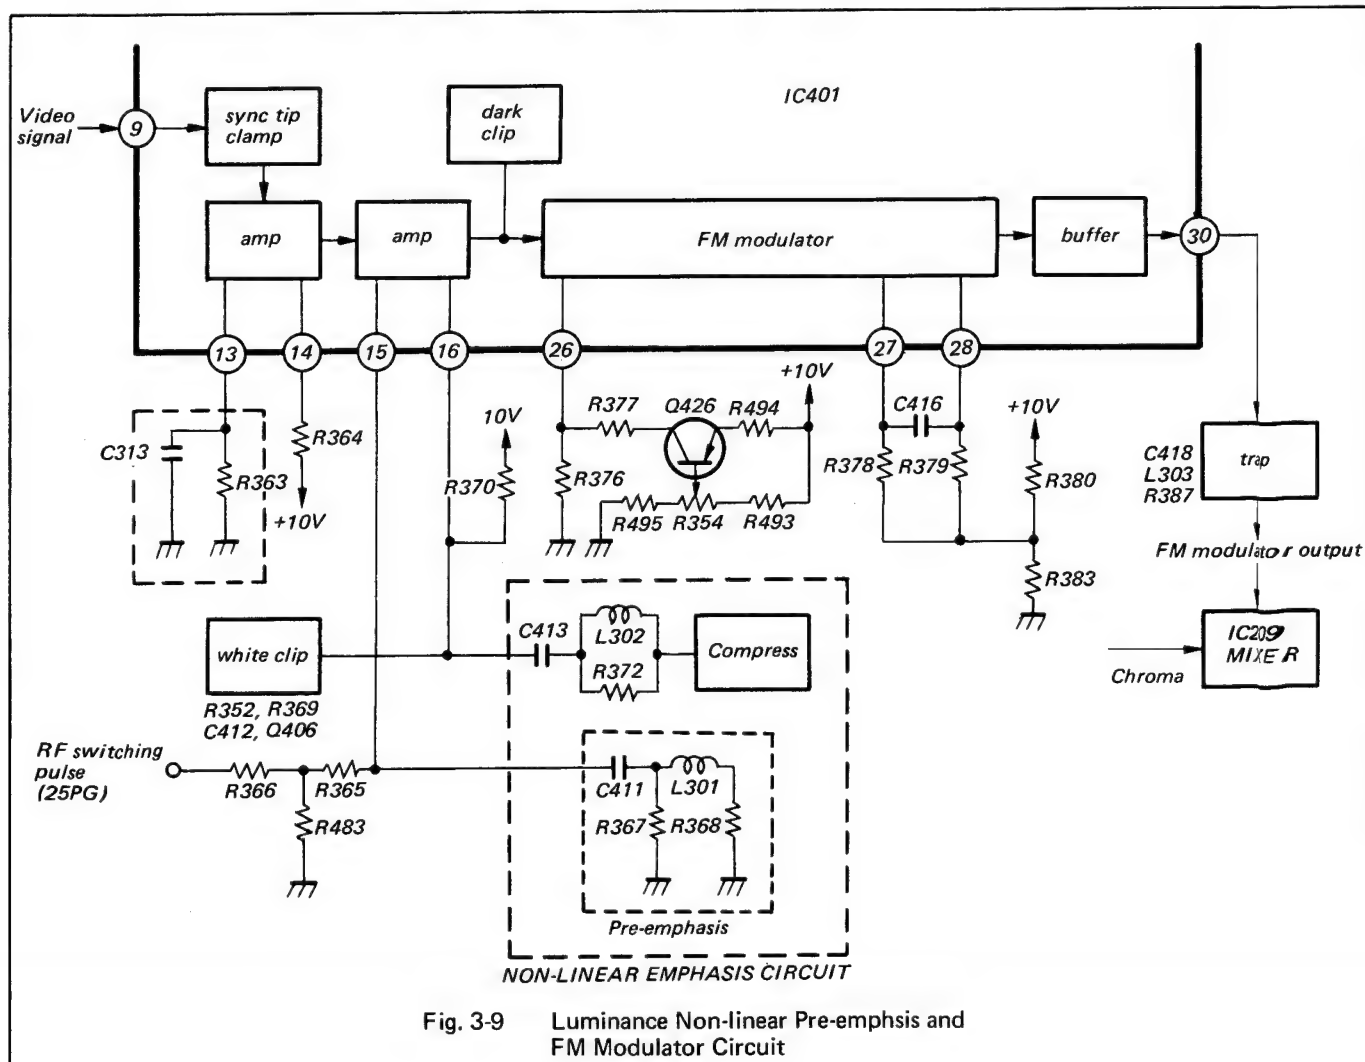 IC401
Video
signal
9
sync tip
clamp
dark
clip
amp
amp
FM modulator
buffer
30
13
14
15
16
26
27
28
C313
R363
R364
+10V
10V
R370
R377
Q426
R494
+10V
R376
R495
R354
R493
C416
R378
R379
+10V
R380
R383
C418
L303
R387
trap
FM modulator output
IC209
MIXER
Chroma
white clip
R352, R369
C412, Q406
C413
L302
R372
Compress
RF switching
pulse
(25PG)
R366
R365
R483
C411
L301
R367
R368
Pre-emphasis
NON-LINEAR EMPHASIS CIRCUIT
Fig. 3-9 Luminance Non-linear Pre-emphsis and
FM Modulator Circuit